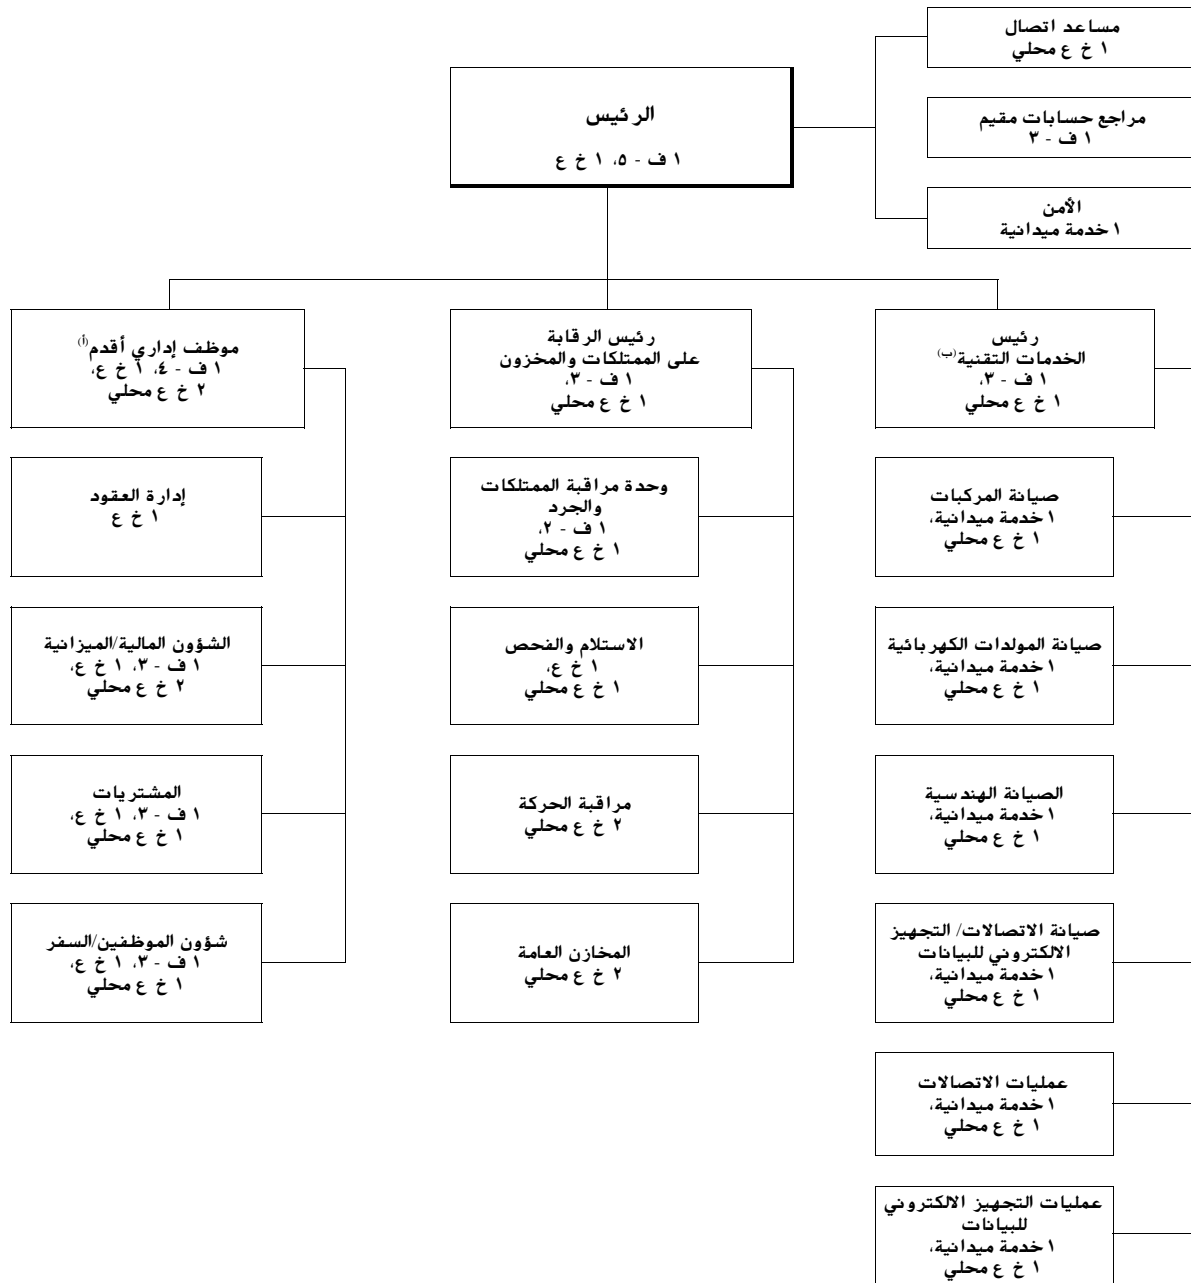 مساعد اتصال
١ خ ع محلي
الرئيس
١ ف - ٥، ١ خ ع
مراجع حسابات مقيم
١ ف - ٣
الأمن
١ خدمة ميدانية
رئيس
الخدمات التقنية(ب)
١ ف - ٣،
١ خ ع محلي
رئيس الرقابة
على الممتلكات والمخزون
١ ف - ٣،
١ خ ع محلي
موظف إداري أقدم(أ)
١ ف - ٤، ١ خ ع،
٢ خ ع محلي
صيانة المركبات
١ خدمة ميدانية،
١ خ ع محلي
وحدة مراقبة الممتلكات
والجرد
١ ف - ٢،
١ خ ع محلي
إدارة العقود
١ خ ع
صيانة المولدات الكهربائية
١ خدمة ميدانية،
١ خ ع محلي
الاستلام والفحص
١ خ ع،
١ خ ع محلي
الشؤون المالية/الميزانية
١ ف - ٣، ١ خ ع،
٢ خ ع محلي
الصيانة الهندسية
١ خدمة ميدانية،
١ خ ع محلي
مراقبة الحركة
٢ خ ع محلي
المشتريات
١ ف - ٣، ١ خ ع،
١ خ ع محلي
صيانة الاتصالات/ التجهيز
الالكتروني للبيانات
١ خدمة ميدانية،
١ خ ع محلي
المخازن العامة
٢ خ ع محلي
شؤون الموظفين/السفر
١ ف - ٣، ١ خ ع،
١ خ ع محلي
عمليات الاتصالات
١ خدمة ميدانية،
١ خ ع محلي
عمليات التجهيز الالكتروني
للبيانات
١ خدمة ميدانية،
١ خ ع محلي